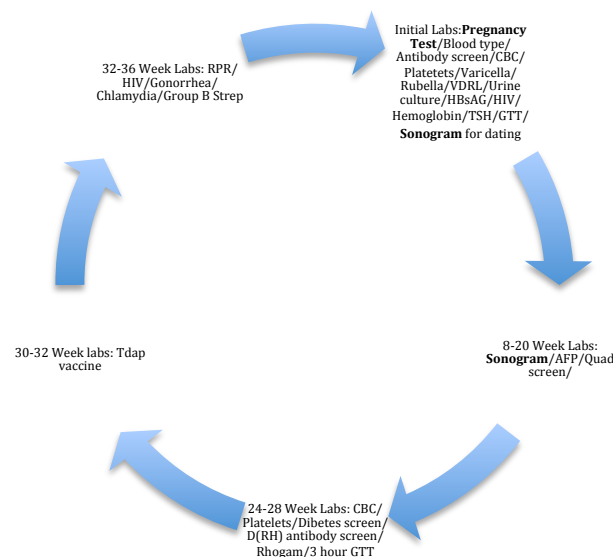 Initial Labs:Pregnancy
Test/Blood type/
Antibody screen/CBC/
Platetets/Varicella/
Rubella/VDRL/Urine
culture/HBsAG/HIV/
Hemoglobin/TSH/GTT/
Sonogram for dating
8-20 Week Labs:
Sonogram/AFP/Quad
screen/
24-28 Week Labs: CBC/
Platelets/Dibetes screen/
D(RH) antibody screen/
Rhogam/3 hour GTT
30-32 Week labs: Tdap
vaccine
32-36 Week Labs: RPR/
HIV/Gonorrhea/
Chlamydia/Group B Strep